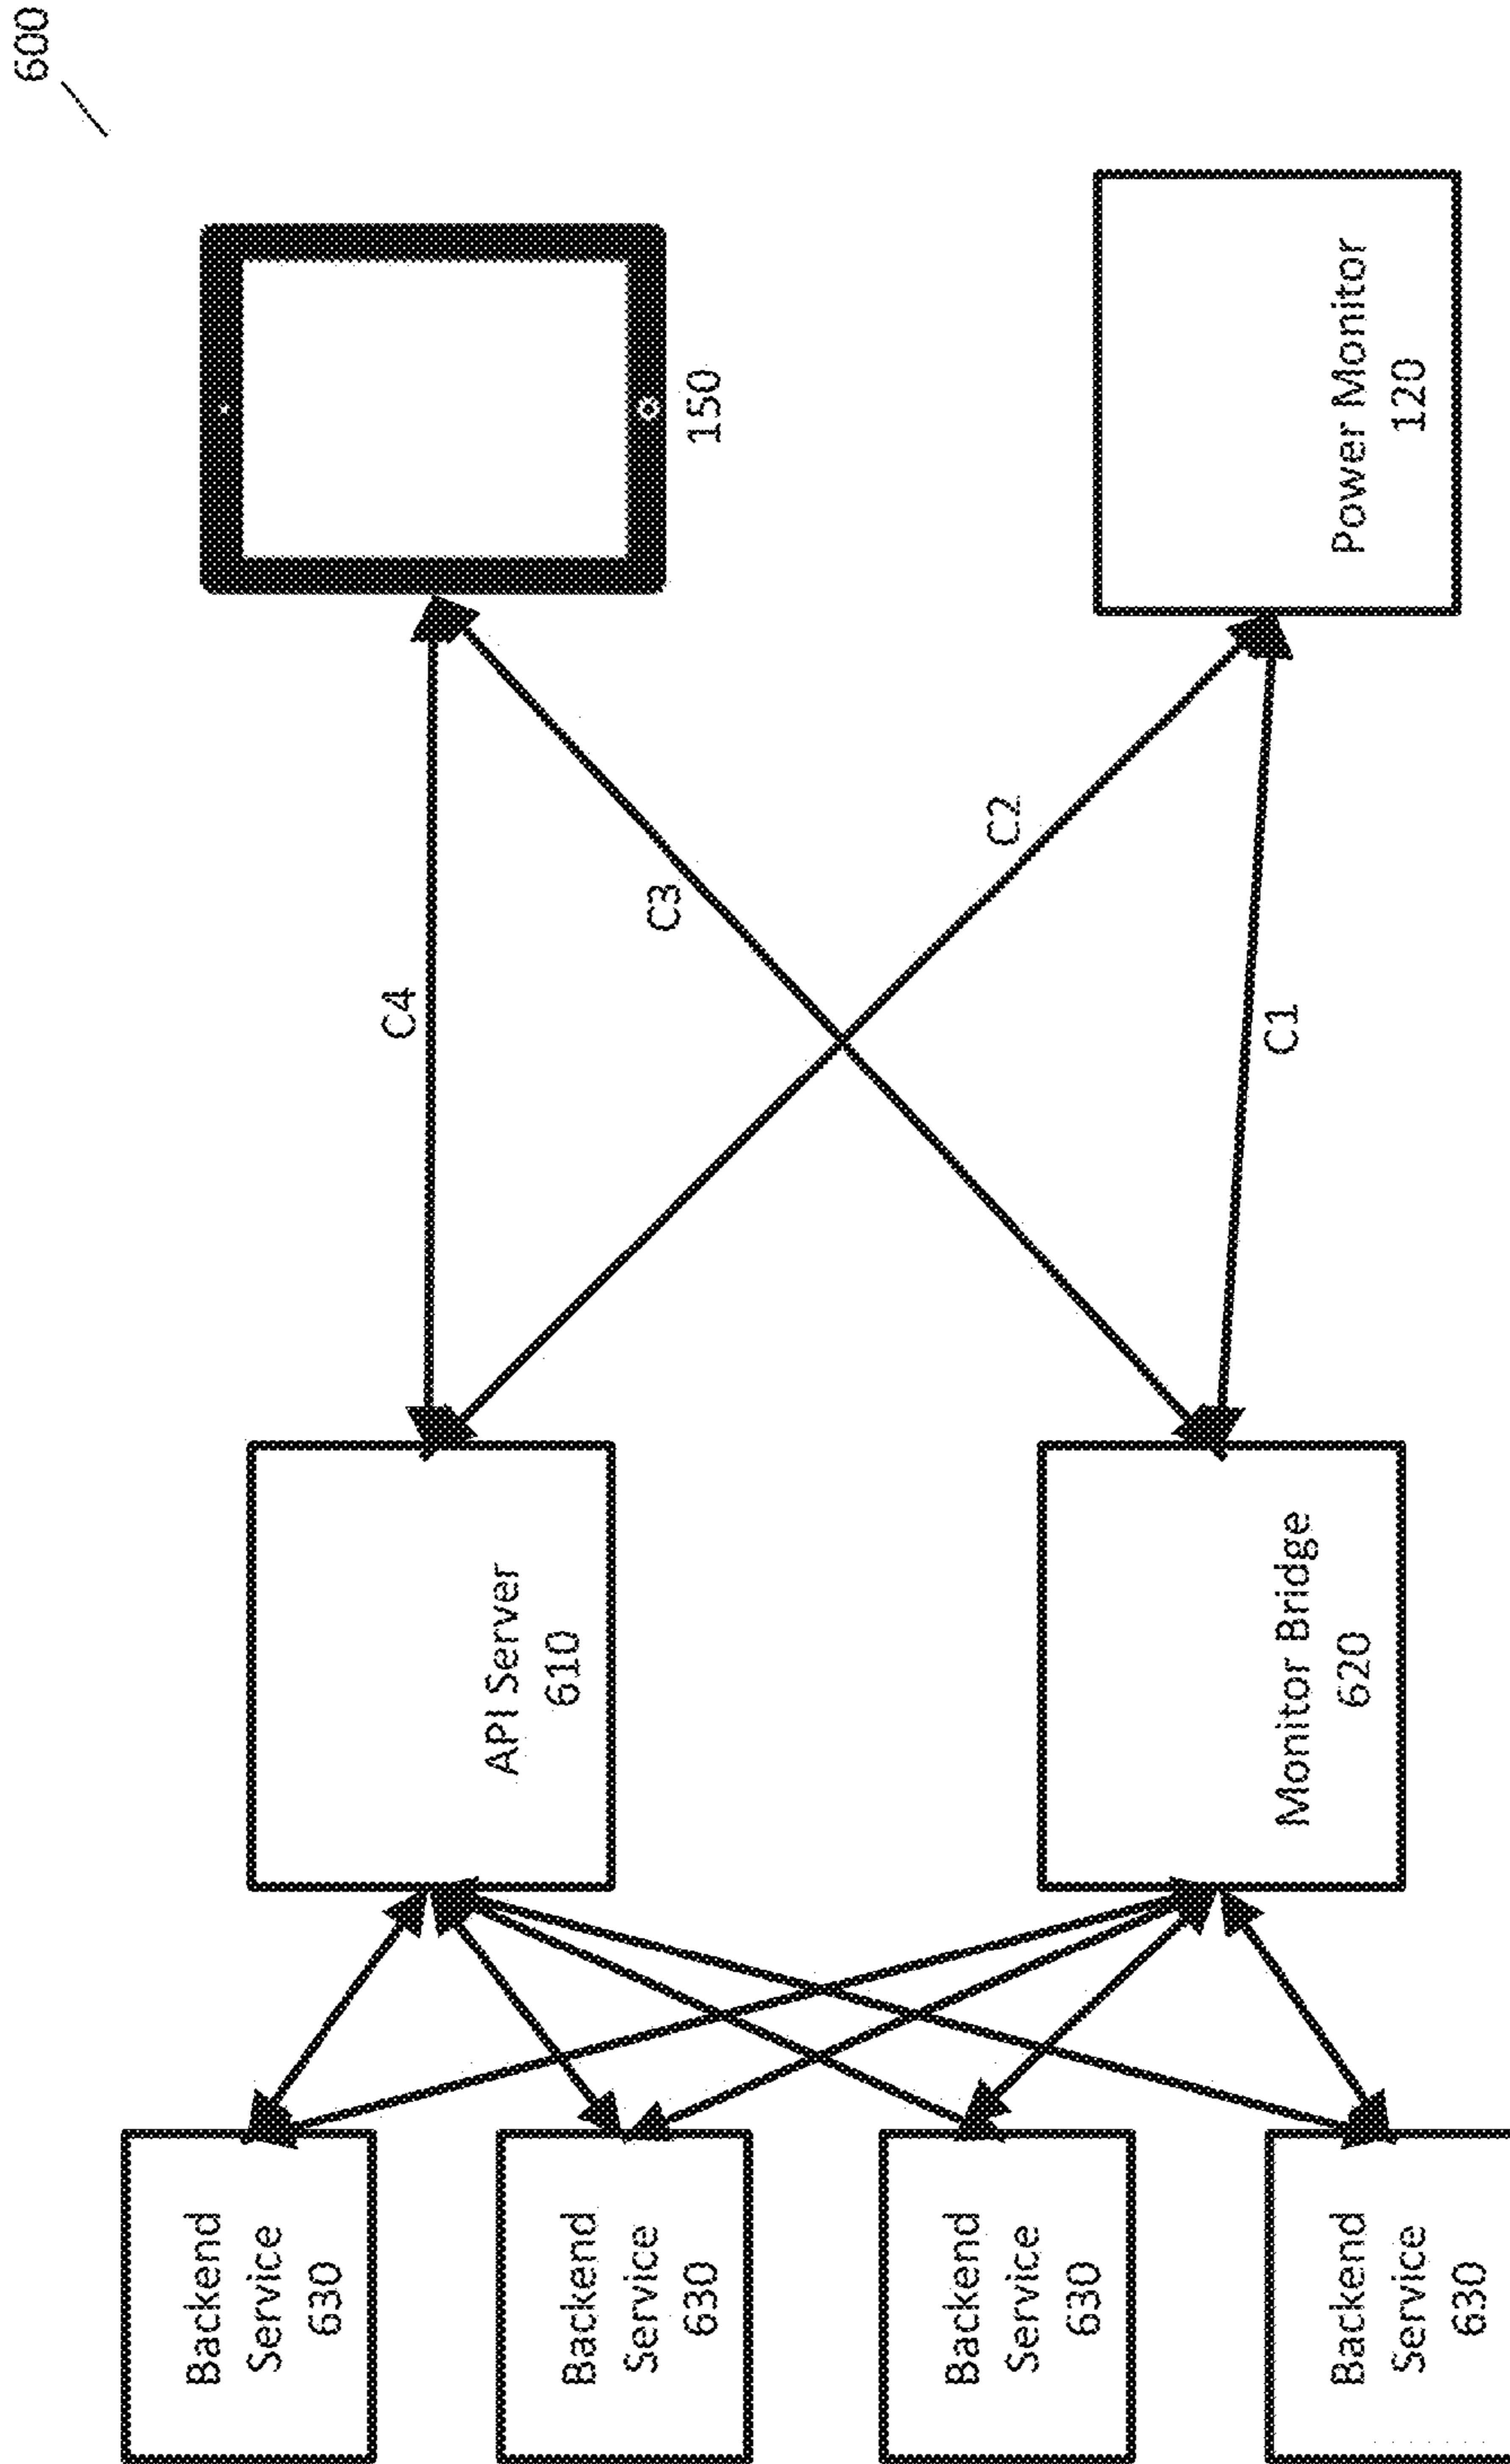 600
150
Power Monitor
120
C4
C3
C2
C1
API Server
610
Monitor Bridge
620
Backend
Service
630
Backend
Service
630
Backend
Service
630
Backend
Service
630